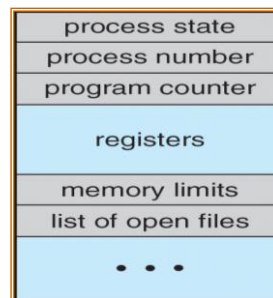 process state
process number
program counter
registers
memory limits
list of open files
• • •